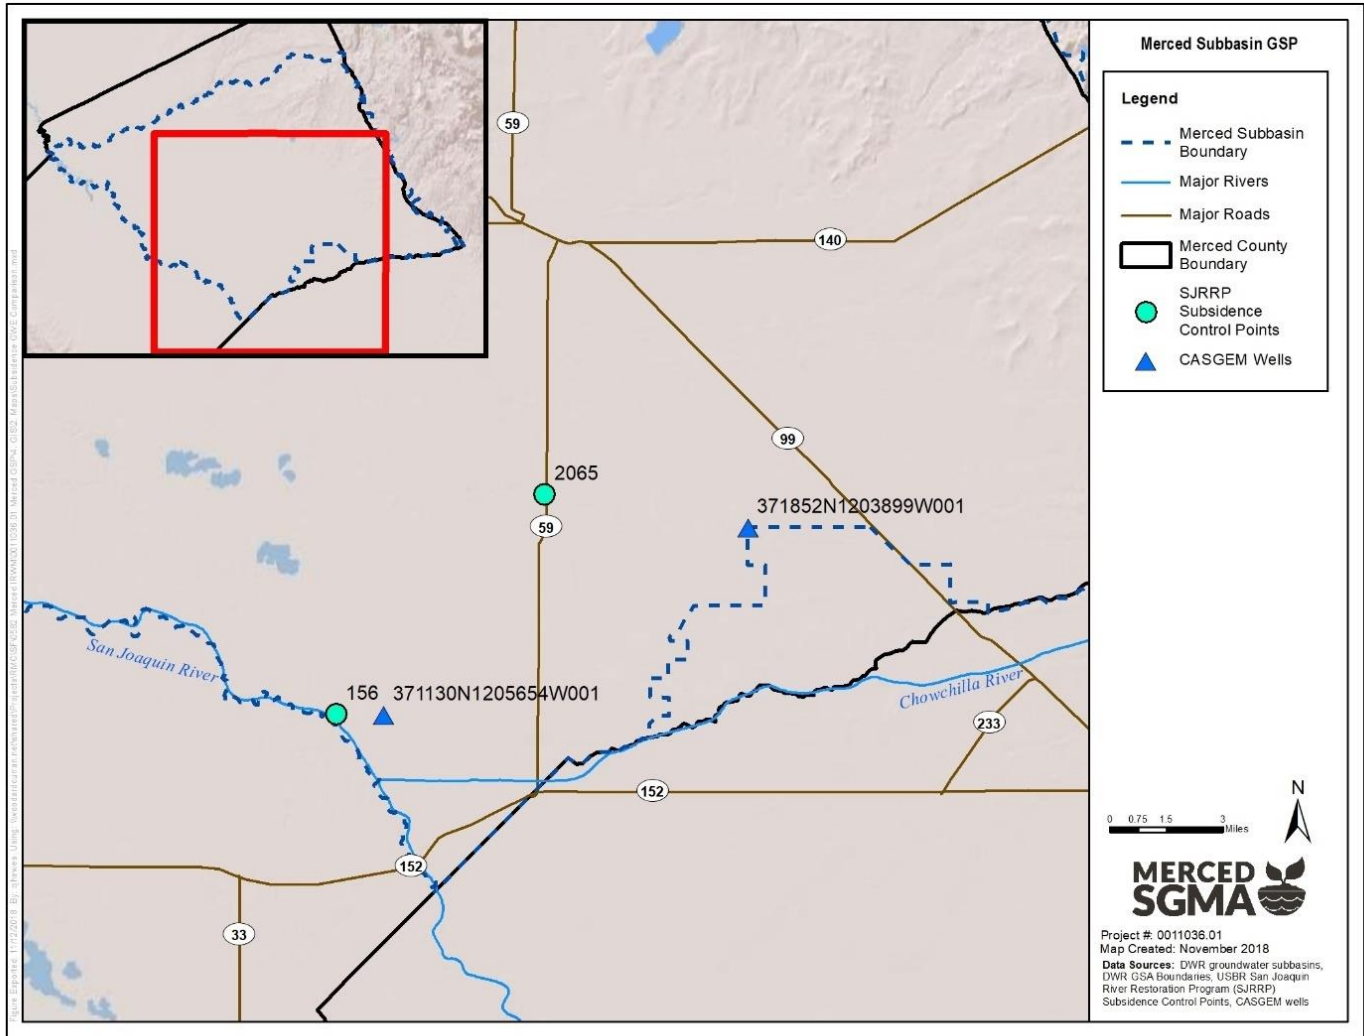 Merced Subbasin GSP
Legend
Merced Subbasin
Boundary
Major Rivers
Major Roads
Merced County
Boundary
SJRRP
Subsidence
Control Points
CASGEM Wells
59
140
99
2065
371852N1203899W001
59
San Joaquin River
156
371130N1205654W001
Chowchilla River
233
152
152
33
N
0 0.75 1.5 3
Miles
MERCED
SGMA
Project #: 0011036.01
Map Created: November 2018
Data Sources: DWR groundwater subbasins,
DWR GSA Boundaries, USBR San Joaquin
River Restoration Program (SJRRP)
Subsidence Control Points, CASGEM wells